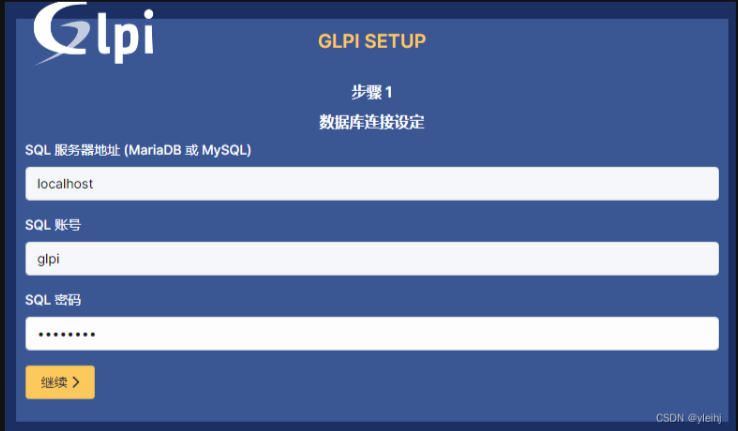 Glpi
GLPI SETUP
步骤 1
数据库连接设定
SQL 服务器地址 (MariaDB 或 MySQL)
localhost
SQL 账号
glpi
SQL 密码
••••••••
继续
CSDN @yleihj